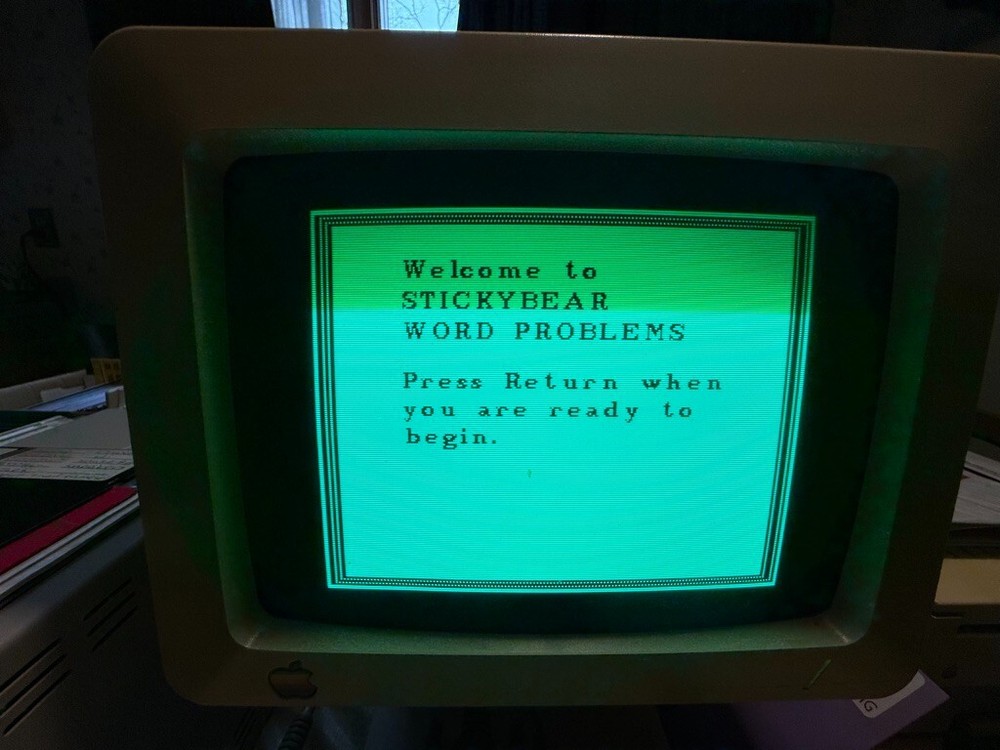 Welcome to
STICKYBEAR
WORD PROBLEMS
Press Return when
you are ready to
begin.